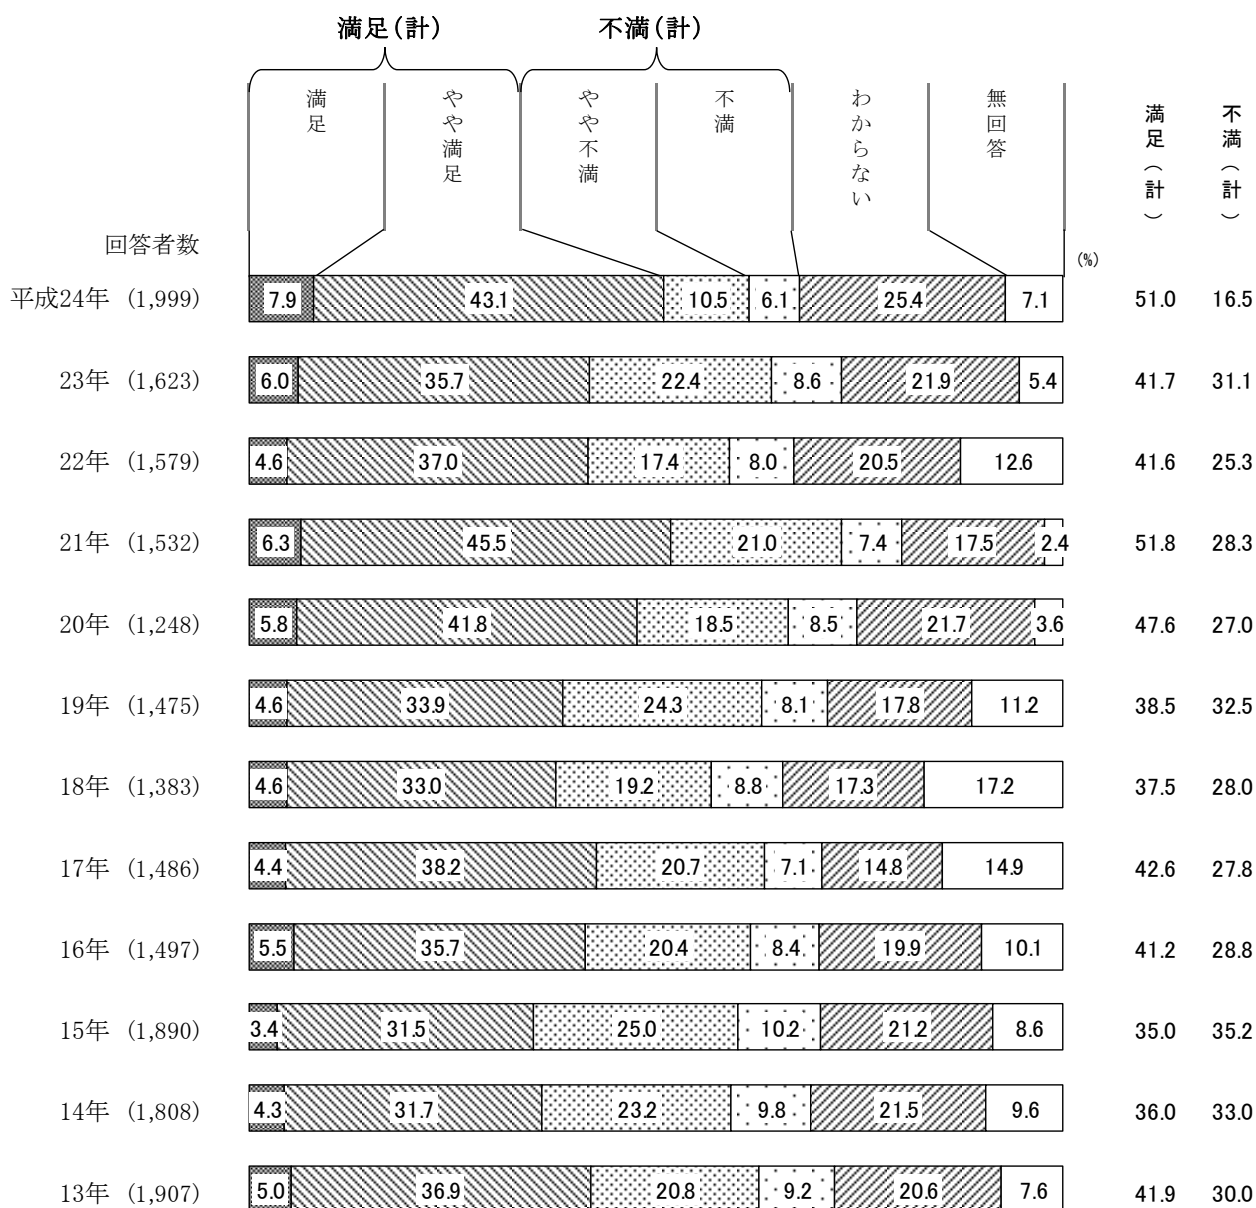 満足(計) 不満(計)
満足 やや満足 やや不満 不満 わからない 無回答 満足(計) 不満(計)
回答者数
(%)
平成24年 (1,999) 7.9 43.1 10.5 6.1 25.4 7.1 51.0 16.5
23年 (1,623) 6.0 35.7 22.4 8.6 21.9 5.4 41.7 31.1
22年 (1,579) 4.6 37.0 17.4 8.0 20.5 12.6 41.6 25.3
21年 (1,532) 6.3 45.5 21.0 7.4 17.5 2.4 51.8 28.3
20年 (1,248) 5.8 41.8 18.5 8.5 21.7 3.6 47.6 27.0
19年 (1,475) 4.6 33.9 24.3 8.1 17.8 11.2 38.5 32.5
18年 (1,383) 4.6 33.0 19.2 8.8 17.3 17.2 37.5 28.0
17年 (1,486) 4.4 38.2 20.7 7.1 14.8 14.9 42.6 27.8
16年 (1,497) 5.5 35.7 20.4 8.4 19.9 10.1 41.2 28.8
15年 (1,890) 3.4 31.5 25.0 10.2 21.2 8.6 35.0 35.2
14年 (1,808) 4.3 31.7 23.2 9.8 21.5 9.6 36.0 33.0
13年 (1,907) 5.0 36.9 20.8 9.2 20.6 7.6 41.9 30.0